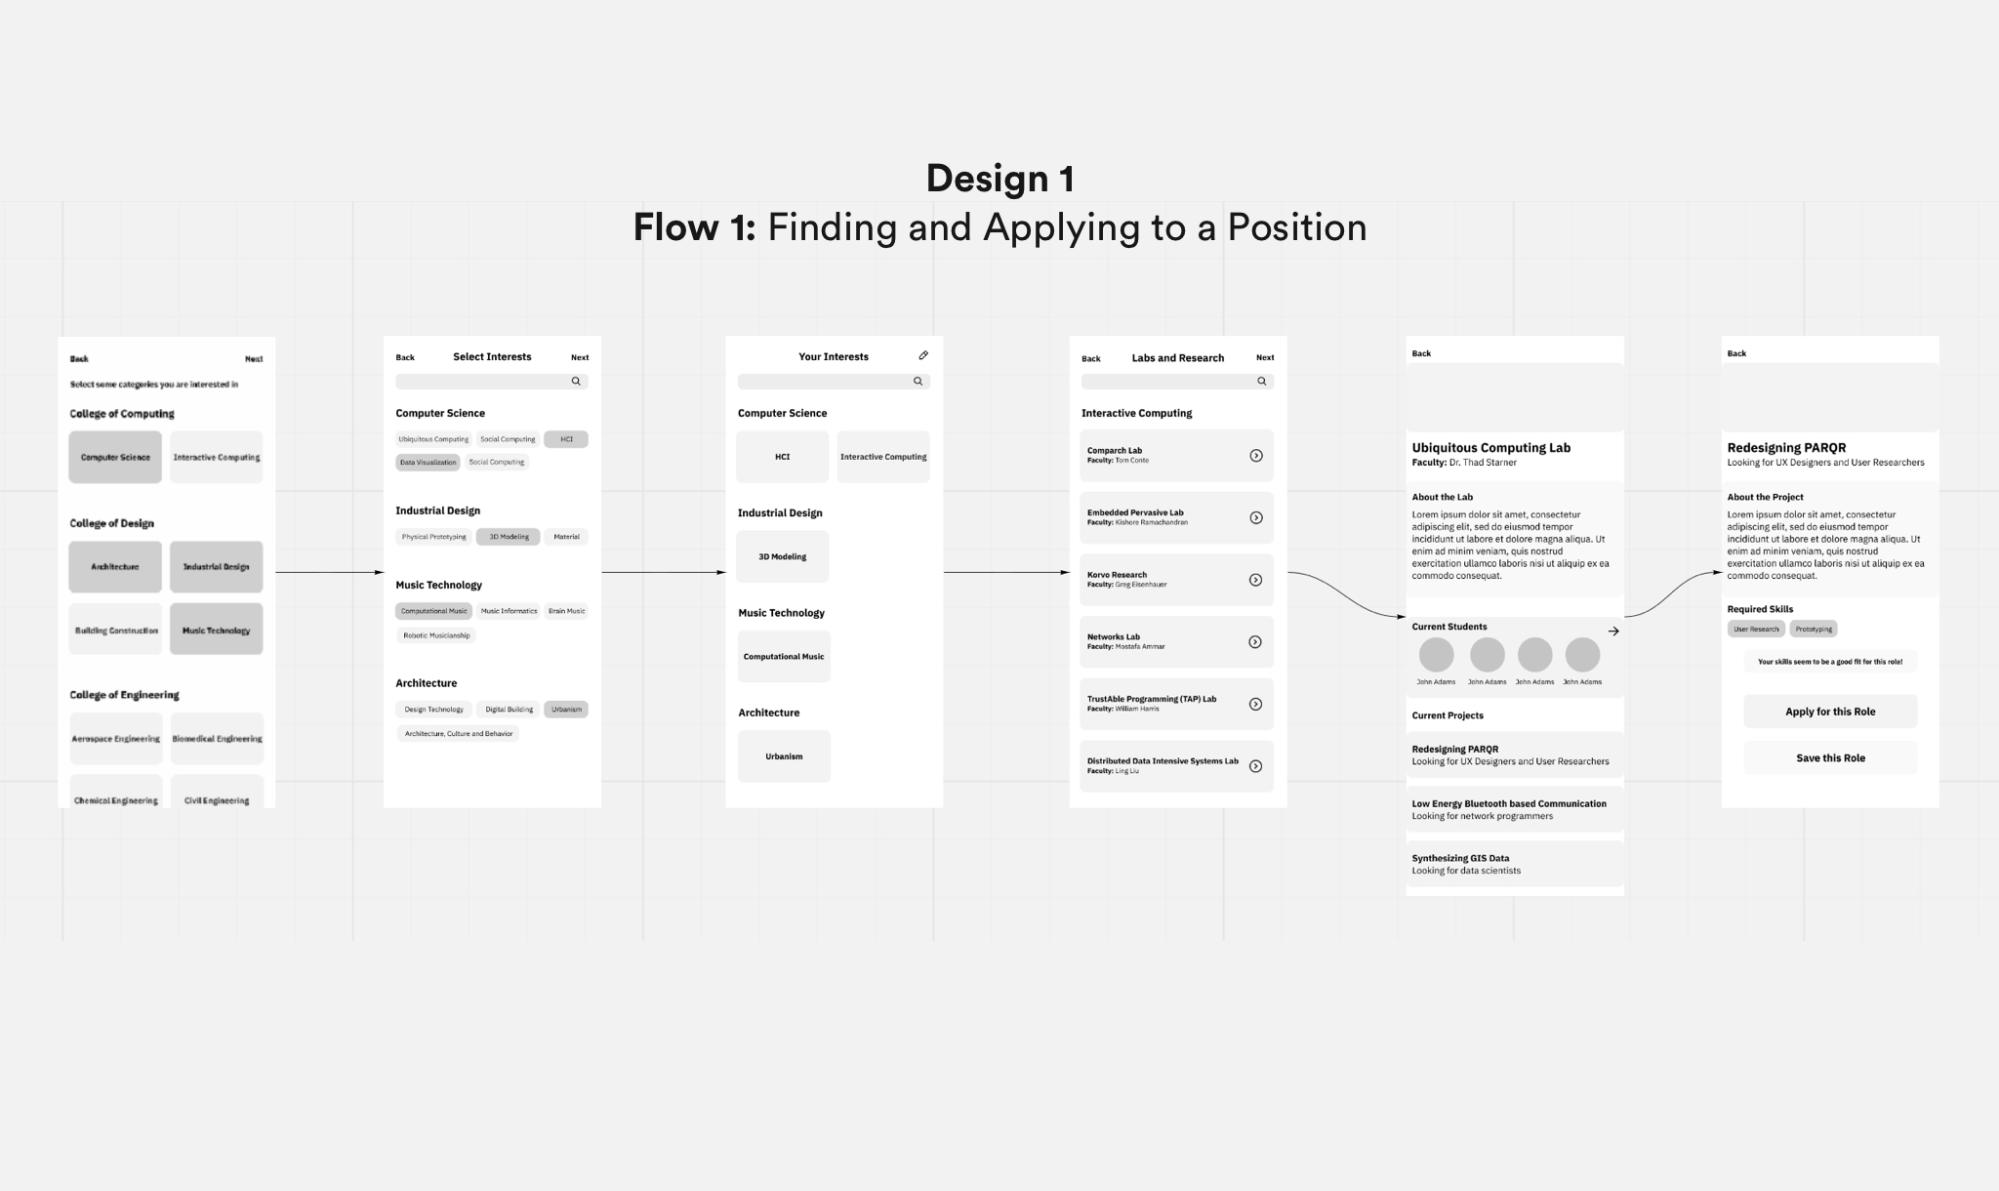 Design 1
Flow 1: Finding and Applying to a Position
Back
Next
Select some categories you are interested in
College of Computing
Computer Science
Interactive Computing
College of Design
Architecture
Industrial Design
Building Construction
Music Technology
College of Engineering
Aerospace Engineering
Biomedical Engineering
Chemical Engineering
Civil Engineering
Back
Select Interests
Next
Computer Science
Ubiquitous Computing
Social Computing
HCI
Data Visualization
Social Computing
Industrial Design
Physical Prototyping
3D Modeling
Material
Music Technology
Computational Music
Music Informatics
Brain Music
Robotic Musicianship
Architecture
Design Technology
Digital Building
Urbanism
Architecture, Culture and Behavior
Your Interests
Computer Science
HCI
Interactive Computing
Industrial Design
3D Modeling
Music Technology
Computational Music
Architecture
Urbanism
Back
Labs and Research
Next
Interactive Computing
Comparch Lab
Faculty: Tom Conte
Embedded Pervasive Lab
Faculty: Kishore Ramachandran
Korvo Research
Faculty: Greg Eisenhauer
Networks Lab
Faculty: Mostafa Ammar
TrustAble Programming (TAP) Lab
Faculty: William Harris
Distributed Data Intensive Systems Lab
Faculty: Ling Liu
Back
Ubiquitous Computing Lab
Faculty: Dr. Thad Starner
About the Lab
Lorem ipsum dolor sit amet, consectetur
adipiscing elit, sed do eiusmod tempor
incididunt ut labore et dolore magna aliqua. Ut
enim ad minim veniam, quis nostrud
exercitation ullamco laboris nisi ut aliquip ex ea
commodo consequat.
Current Students
John Adams
John Adams
John Adams
John Adams
Current Projects
Redesigning PARQR
Looking for UX Designers and User Researchers
Low Energy Bluetooth based Communication
Looking for network programmers
Synthesizing GIS Data
Looking for data scientists
Back
Redesigning PARQR
Looking for UX Designers and User Researchers
About the Project
Lorem ipsum dolor sit amet, consectetur
adipiscing elit, sed do eiusmod tempor
incididunt ut labore et dolore magna aliqua. Ut
enim ad minim veniam, quis nostrud
exercitation ullamco laboris nisi ut aliquip ex ea
commodo consequat.
Required Skills
User Research
Prototyping
Your skills seem to be a good fit for this role!
Apply for this Role
Save this Role